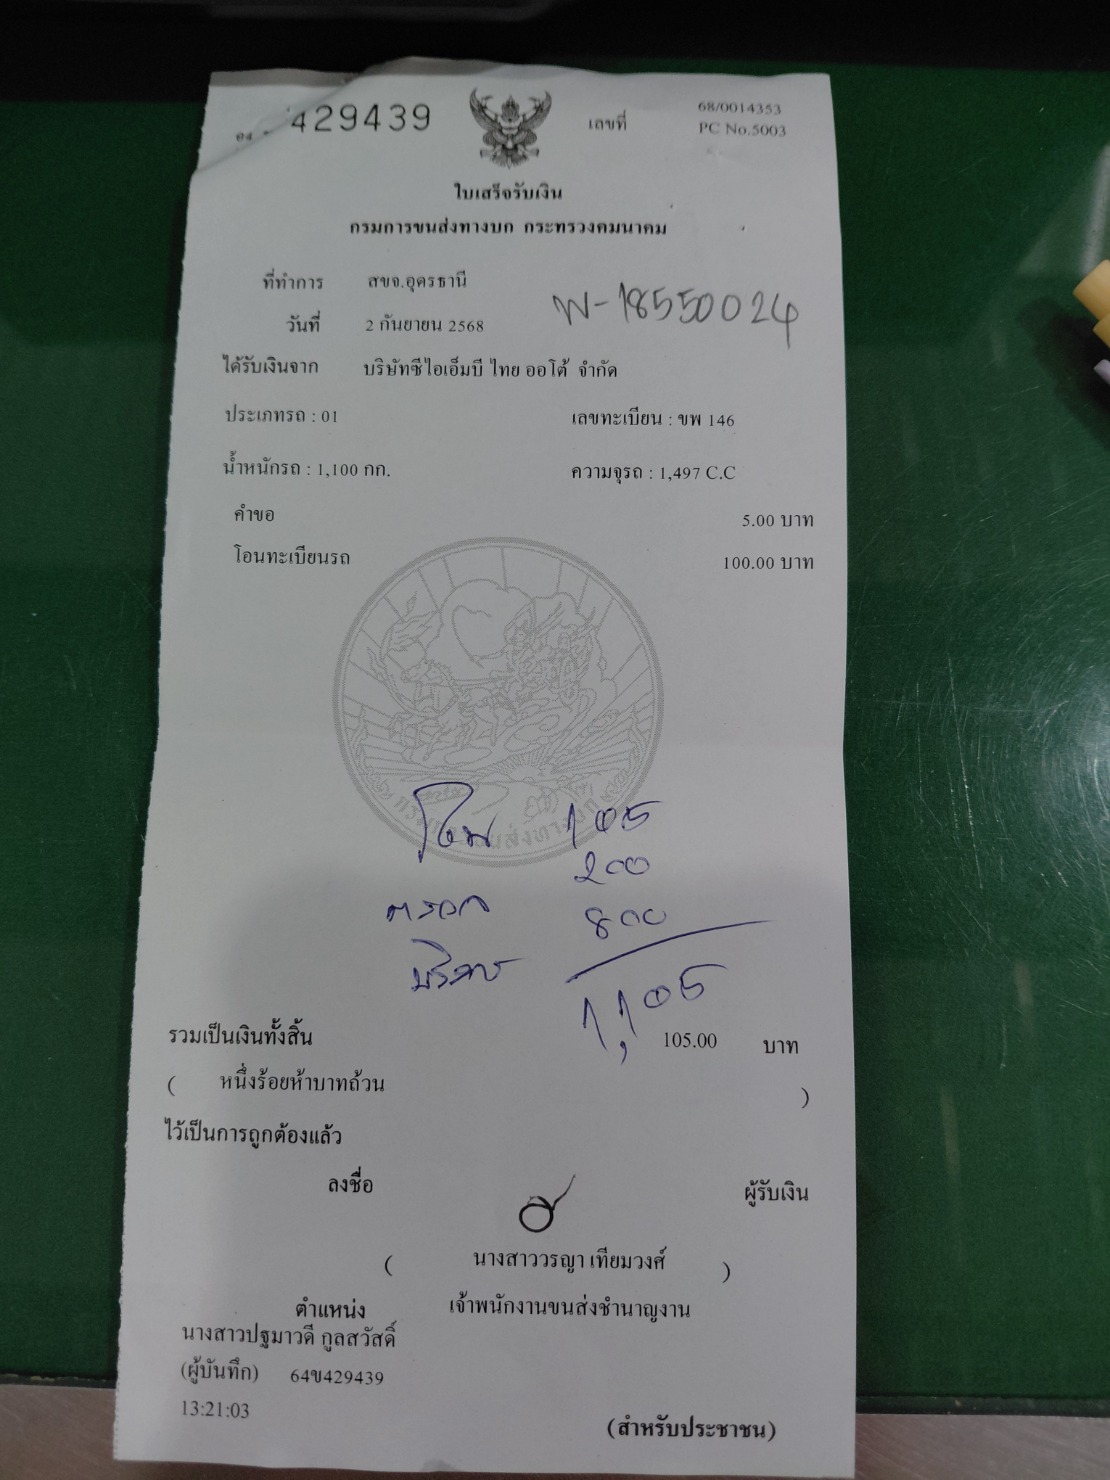 429439
เลขที่ 68/0014353
PC No.5003
ใบเสร็จรับเงิน
กรมการขนส่งทางบก กระทรวงคมนาคม
ที่ทำการ สขจ.อุดรธานี
W-18550024
วันที่ 2 กันยายน 2568
ได้รับเงินจาก บริษัทซีไอเอ็มบี ไทย ออโต้ จำกัด
ประเภทรถ : 01 เลขทะเบียน : ขพ 146
น้ำหนักรถ : 1,100 กก. ความจุรถ : 1,497 C.C
คำขอ 5.00 บาท
โอนทะเบียนรถ 100.00 บาท
โอน 105
200
ตรวจ 800
บริการ
1,105
รวมเป็นเงินทั้งสิ้น 105.00 บาท
( หนึ่งร้อยห้าบาทถ้วน )
ไว้เป็นการถูกต้องแล้ว
ลงชื่อ ผู้รับเงิน
( นางสาววรญา เทียมวงศ์ )
ตำแหน่ง เจ้าพนักงานขนส่งชำนาญงาน
นางสาวปฐมาวดี กูลสวัสดิ์
(ผู้บันทึก) 64ข429439
13:21:03
(สำหรับประชาชน)